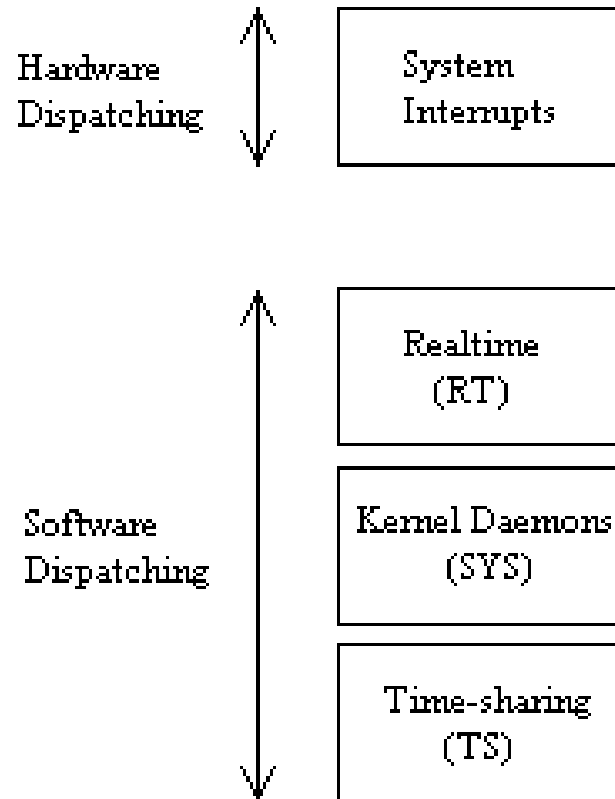 Hardware
Dispatching
System
Interrupts
Realtime
(RT)
Software
Dispatching
Kernel Daemons
(SYS)
Time-sharing
(TS)